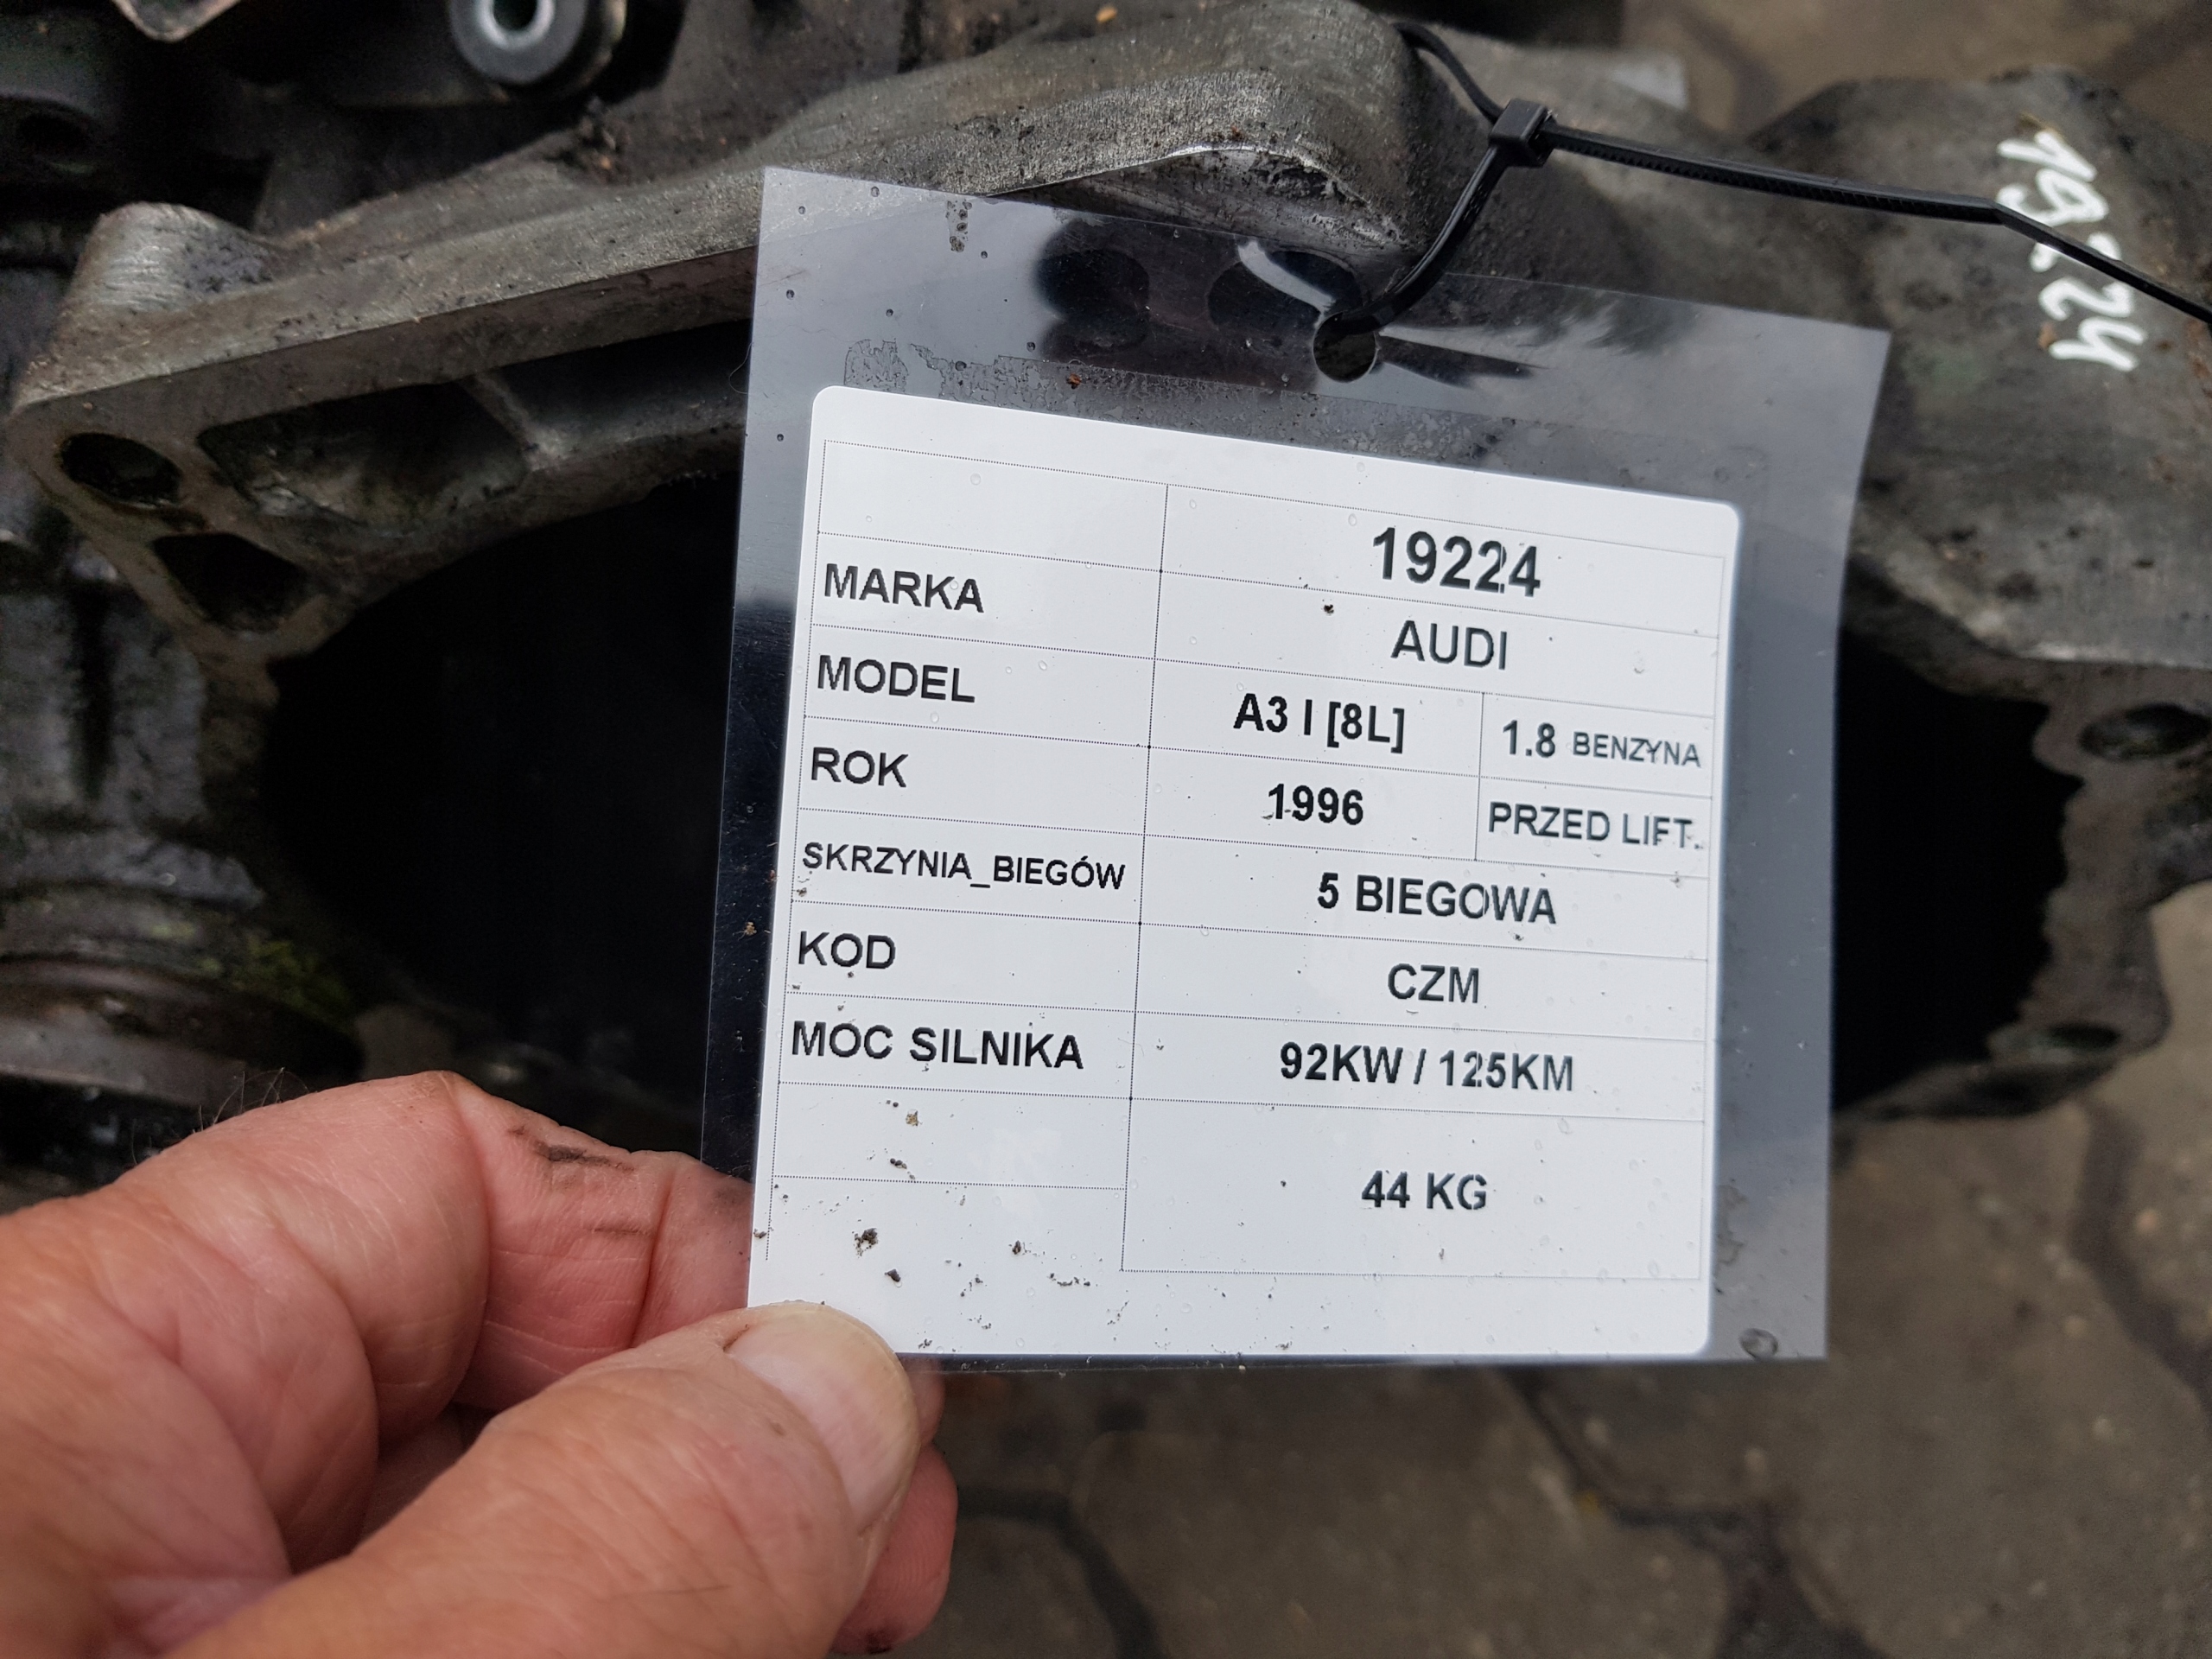 19224
MARKA AUDI
MODEL A3 I [8L] 1.8 BENZYNA
ROK 1996 PRZED LIFT.
SKRZYNIA_BIEGÓW 5 BIEGOWA
KOD CZM
MOC SILNIKA 92KW / 125KM
44 KG